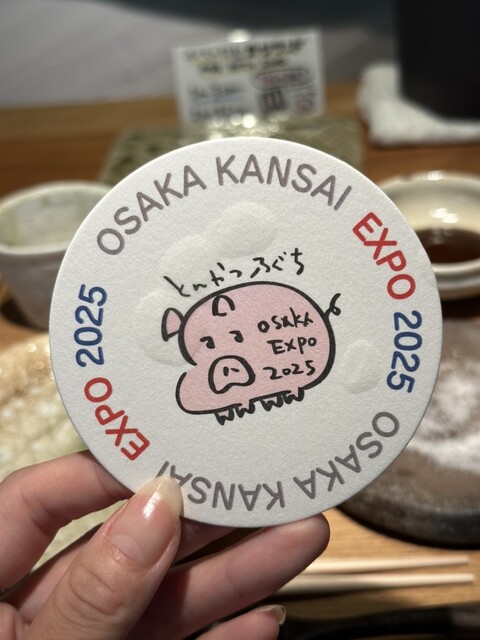 OSAKA KANSAI
EXPO 2025
OSAKA KANSAI
EXPO 2025
とんかつ ふぐち
OSAKA
EXPO
2025